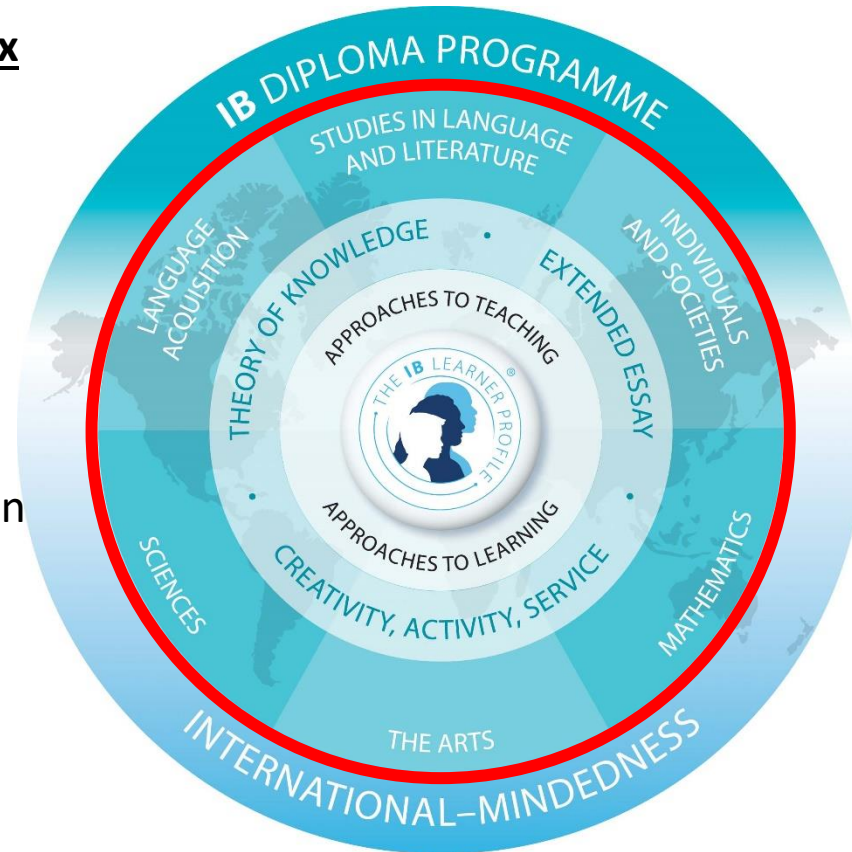 x
IB DIPLOMA PROGRAMME
STUDIES IN LANGUAGE
AND LITERATURE
LANGUAGE
ACQUISITION
INDIVIDUALS
AND SOCIETIES
THEORY OF KNOWLEDGE
·
EXTENDED ESSAY
APPROACHES TO TEACHING
THE IB LEARNER PROFILE
®
n
APPROACHES TO LEARNING
·
CREATIVITY, ACTIVITY, SERVICE
·
SCIENCES
MATHEMATICS
THE ARTS
INTERNATIONAL–MINDEDNESS